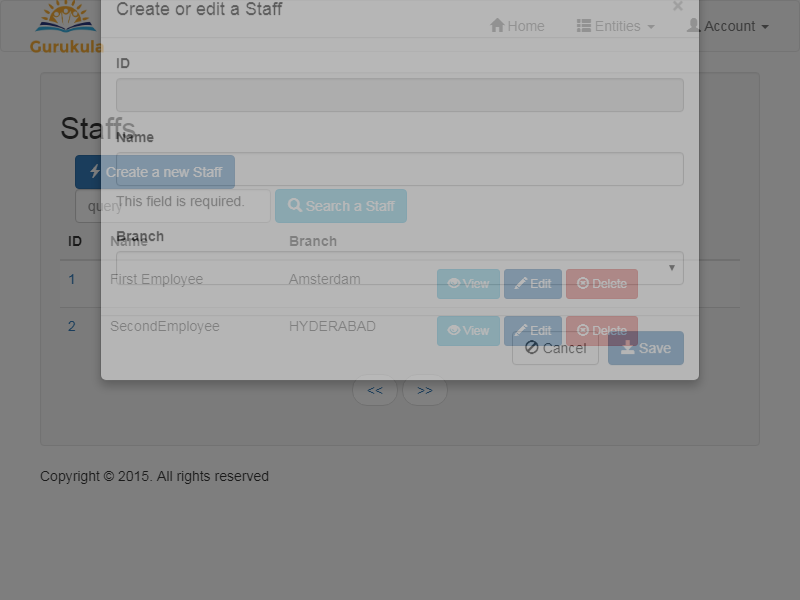 Create or edit a Staff ×
Gurukula
Home Entities Account
ID
Staffs
Name
Create a new Staff
This field is required.
query Search a Staff
Branch
ID Name Branch
1 First Employee Amsterdam View Edit Delete
2 SecondEmployee HYDERABAD View Edit Delete
Cancel Save
<< >>
Copyright © 2015. All rights reserved